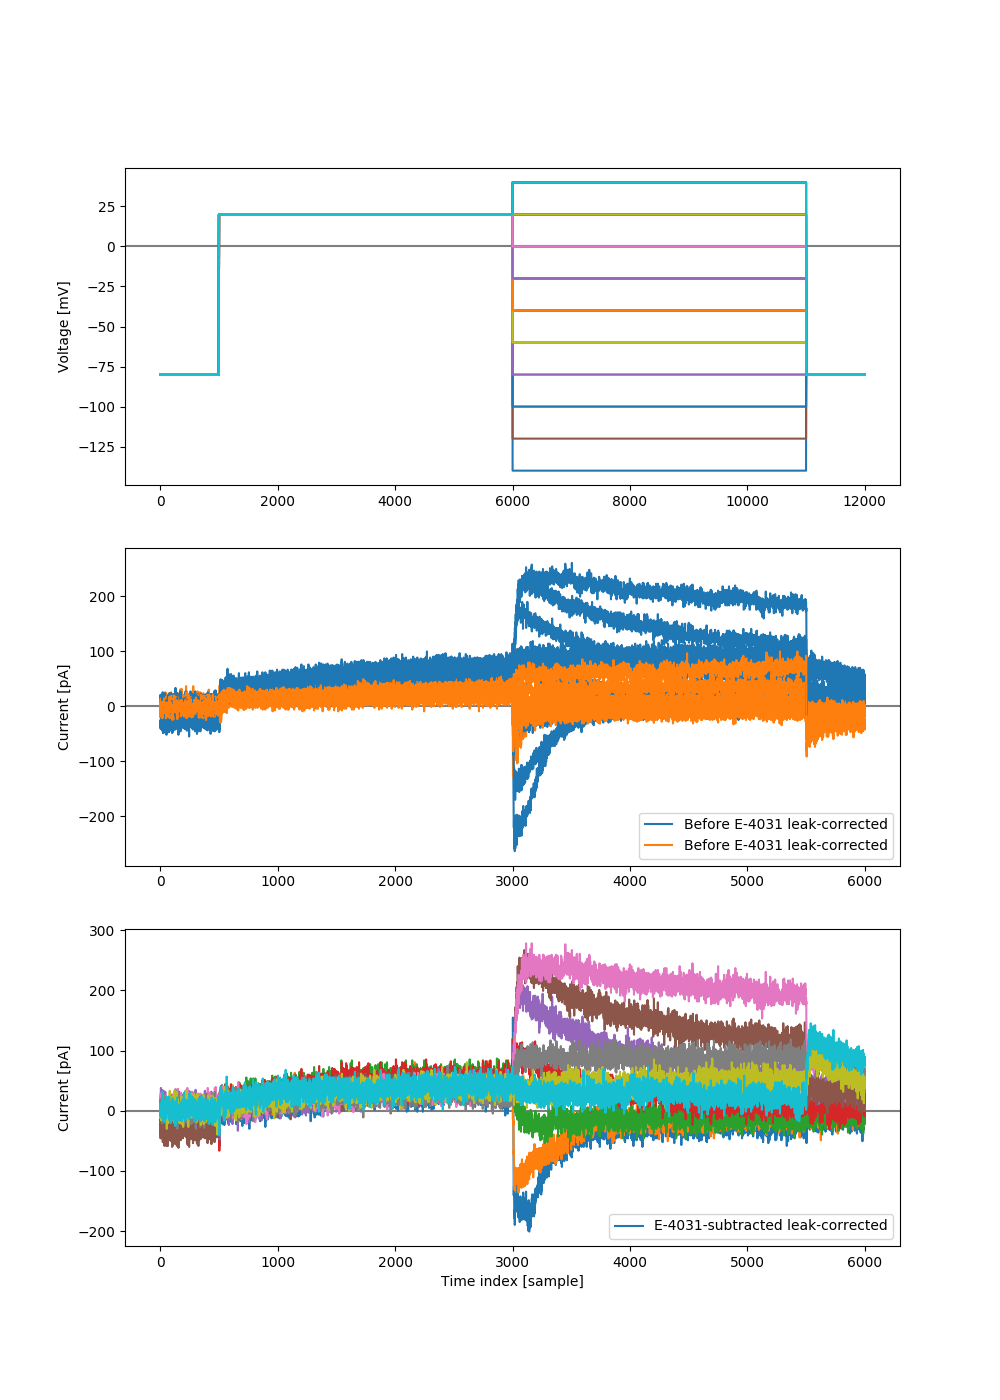 25
0
−25
−50
−75
−100
−125
Voltage [mV]
0 2000 4000 6000 8000 10000 12000
200
100
0
−100
−200
Current [pA]
Before E-4031 leak-corrected
Before E-4031 leak-corrected
0 1000 2000 3000 4000 5000 6000
300
200
100
0
−100
−200
Current [pA]
E-4031-subtracted leak-corrected
0 1000 2000 3000 4000 5000 6000
Time index [sample]